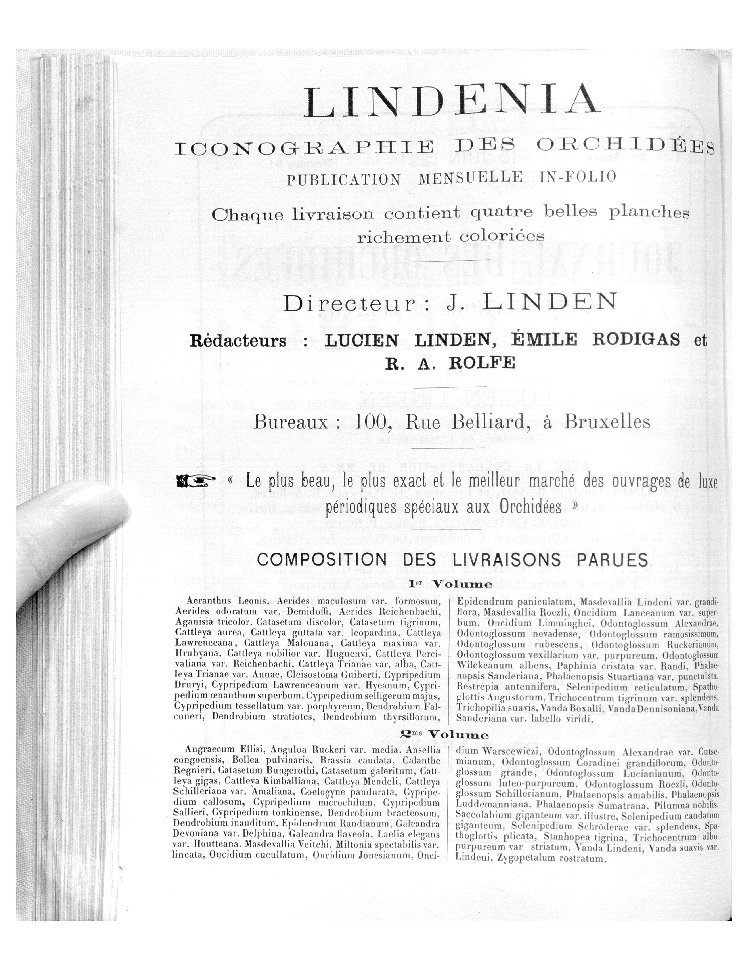 LINDENIA
ICONOGRAPHIE DES ORCHIDÉES
PUBLICATION MENSUELLE IN-FOLIO
Chaque livraison contient quatre belles planches
richement coloriées
Directeur : J. LINDEN
Rédacteurs : LUCIEN LINDEN, ÉMILE RODIGAS et
R. A. ROLFE
Bureaux : 100, Rue Belliard, à Bruxelles
☛ « Le plus beau, le plus exact et le meilleur marché des ouvrages de luxe
périodiques spéciaux aux Orchidées »
COMPOSITION DES LIVRAISONS PARUES
1er Volume
Aeranthus Leonis, Aerides maculosum var. formosum,
Aerides odoratum var. Demidoffi, Aerides Reichenbachi,
Aganisia tricolor, Catasetum discolor, Catasetum tigrinum,
Cattleya aurea, Cattleya guttata var. leopardina, Cattleya
Lawrenceana, Cattleya Malouana, Cattleya maxima var.
Hrubyana, Cattleya nobilior var. Hugueneyi, Cattleya Perci-
valiana var. Reichenbachi, Cattleya Trianae var. alba, Catt-
leya Trianae var. Annae, Cleisostoma Guiberti, Cypripedium
Druryi, Cypripedium Lawrenceanum var. Hyeanum, Cypri-
pedium œnanthum superbum, Cypripedium selligerum majus,
Cypripedium tessellatum var. porphyreum, Dendrobium Fal-
coneri, Dendrobium stratiotes, Dendrobium thyrsiflorum,
Epidendrum paniculatum, Masdevallia Lindeni var. grandi-
flora, Masdevallia Roezli, Oncidium Lanceanum var. super-
bum, Oncidium Limminghei, Odontoglossum Alexandrae,
Odontoglossum nevadense, Odontoglossum ramosissimum,
Odontoglossum rubescens, Odontoglossum Ruckerianum,
Odontoglossum vexillarium var. purpureum, Odontoglossum
Wilckeanum albens, Paphinia cristata var. Randi, Phalae-
nopsis Sanderiana, Phalaenopsis Stuartiana var. punctulata,
Restrepia antennifera, Selenipedium reticulatum, Spatho-
glottis Augustorum, Trichocentrum tigrinum var. splendens,
Trichopilia suavis, Vanda Boxalli, Vanda Dennisoniana, Vanda
Sanderiana var. labello viridi.
2me Volume
Angraecum Ellisi, Anguloa Ruckeri var. media, Ansellia
congoensis, Bollea pulvinaris, Brassia caudata, Calanthe
Regnieri, Catasetum Bungerothi, Catasetum galeritum, Catt-
leya gigas, Cattleya Kimballiana, Cattleya Mendeli, Cattleya
Schilleriana var. Amaliana, Coelogyne pandurata, Cypripe-
dium callosum, Cypripedium microchilum, Cypripedium
Sallieri, Cypripedium tonkinense, Dendrobium bracteosum,
Dendrobium inauditum, Epidendrum Randianum, Galeandra
Devoniana var. Delphina, Galeandra flaveola, Laelia elegans
var. Houtteana, Masdevallia Veitchi, Miltonia spectabilis var.
lineata, Oncidium cucullatum, Oncidium Jonesianum, Onci-
dium Warscewiczi, Odontoglossum Alexandrae var. Cutse-
mianum, Odontoglossum Coradinei grandiflorum, Odonto-
glossum grande, Odontoglossum Lucianianum, Odonto-
glossum luteo-purpureum, Odontoglossum Roezli, Odonto-
glossum Schillerianum, Phalaenopsis amabilis, Phalaenopsis
Luddemanniana, Phalaenopsis Sumatrana, Pilumna nobilis,
Saccolabium giganteum var. illustre, Selenipedium caudatum
giganteum, Selenipedium Schröderae var. splendens, Spa-
thoglottis plicata, Stanhopea tigrina, Trichocentrum albo-
purpureum var striatum, Vanda Lindeni, Vanda suavis var.
Lindeni, Zygopetalum rostratum.